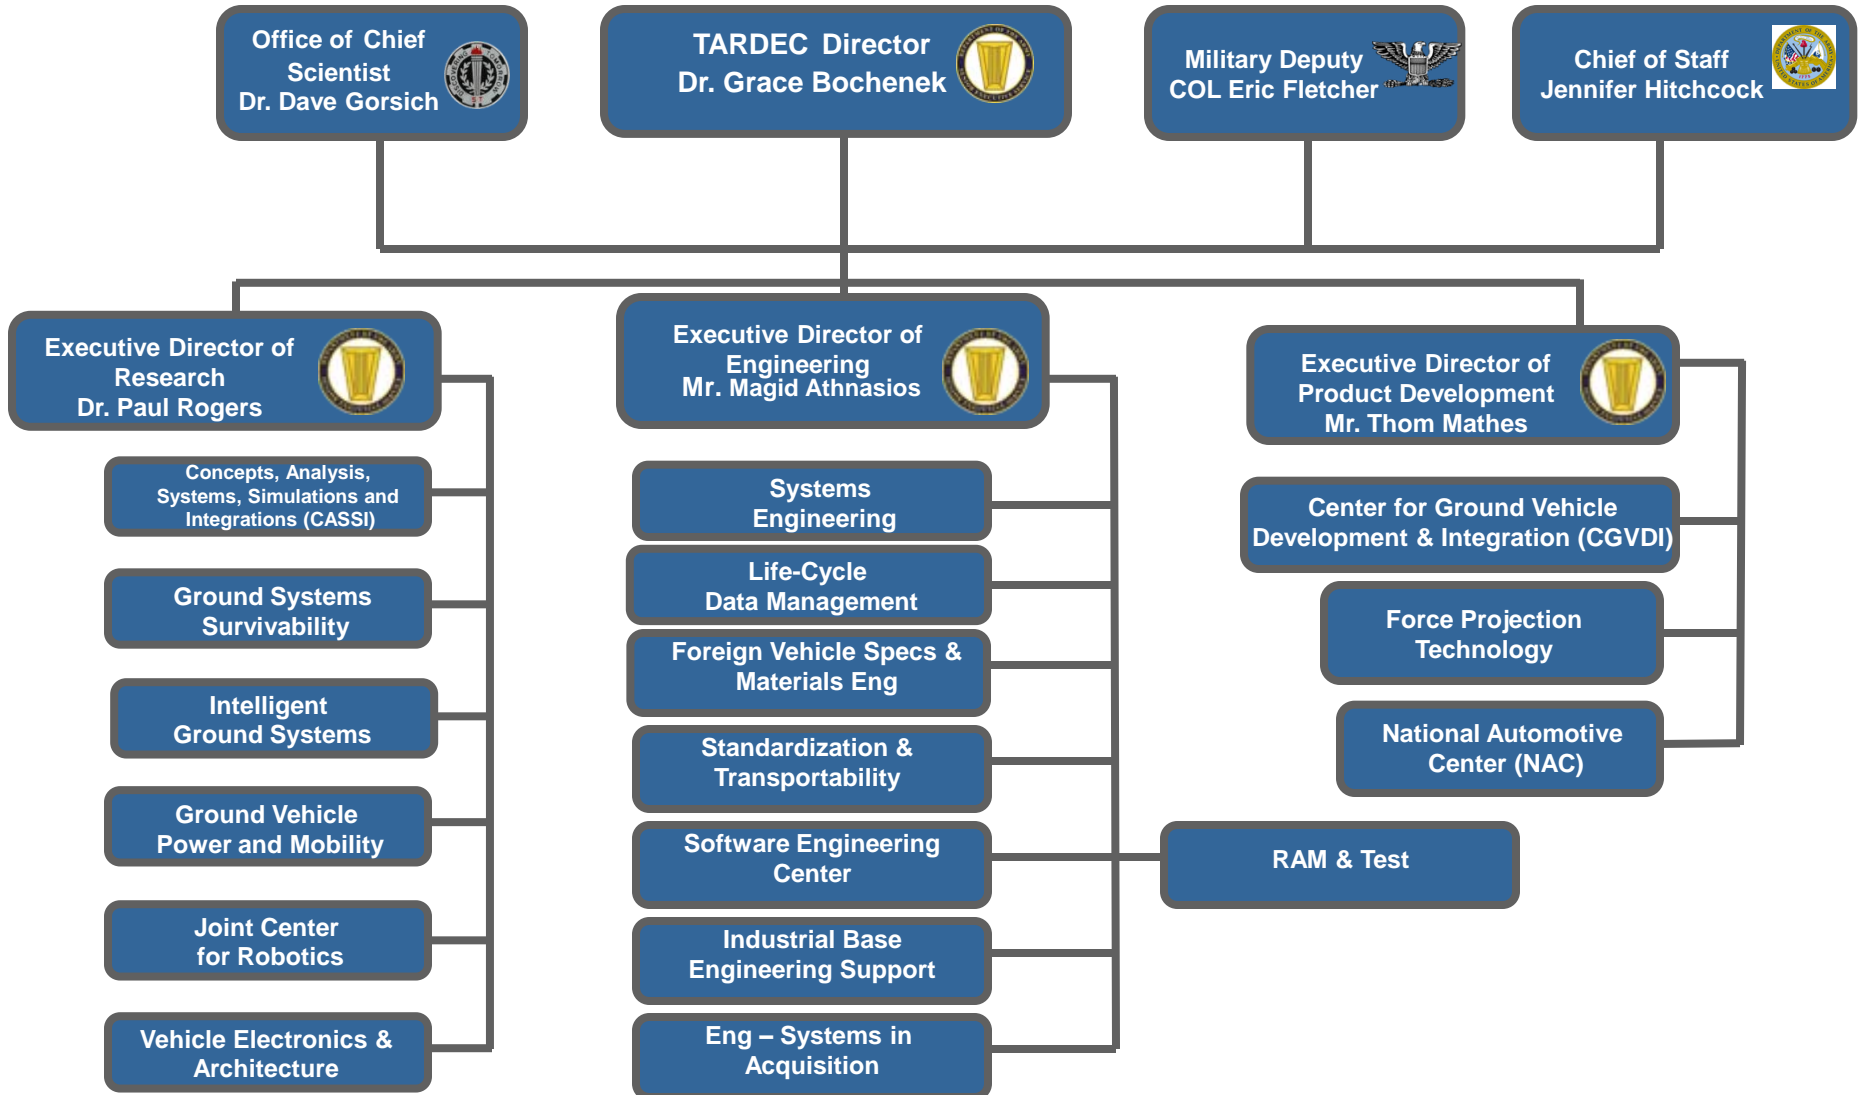 Office of Chief
Scientist
Dr. Dave Gorsich
TARDEC Director
Dr. Grace Bochenek
Military Deputy
COL Eric Fletcher
Chief of Staff
Jennifer Hitchcock
Executive Director of
Research
Dr. Paul Rogers
Executive Director of
Engineering
Mr. Magid Athnasios
Executive Director of
Product Development
Mr. Thom Mathes
Concepts, Analysis,
Systems, Simulations and
Integrations (CASSI)
Ground Systems
Survivability
Intelligent
Ground Systems
Ground Vehicle
Power and Mobility
Joint Center
for Robotics
Vehicle Electronics &
Architecture
Systems
Engineering
Life-Cycle
Data Management
Foreign Vehicle Specs &
Materials Eng
Standardization &
Transportability
Software Engineering
Center
Industrial Base
Engineering Support
Eng – Systems in
Acquisition
RAM & Test
Center for Ground Vehicle
Development & Integration (CGVDI)
Force Projection
Technology
National Automotive
Center (NAC)